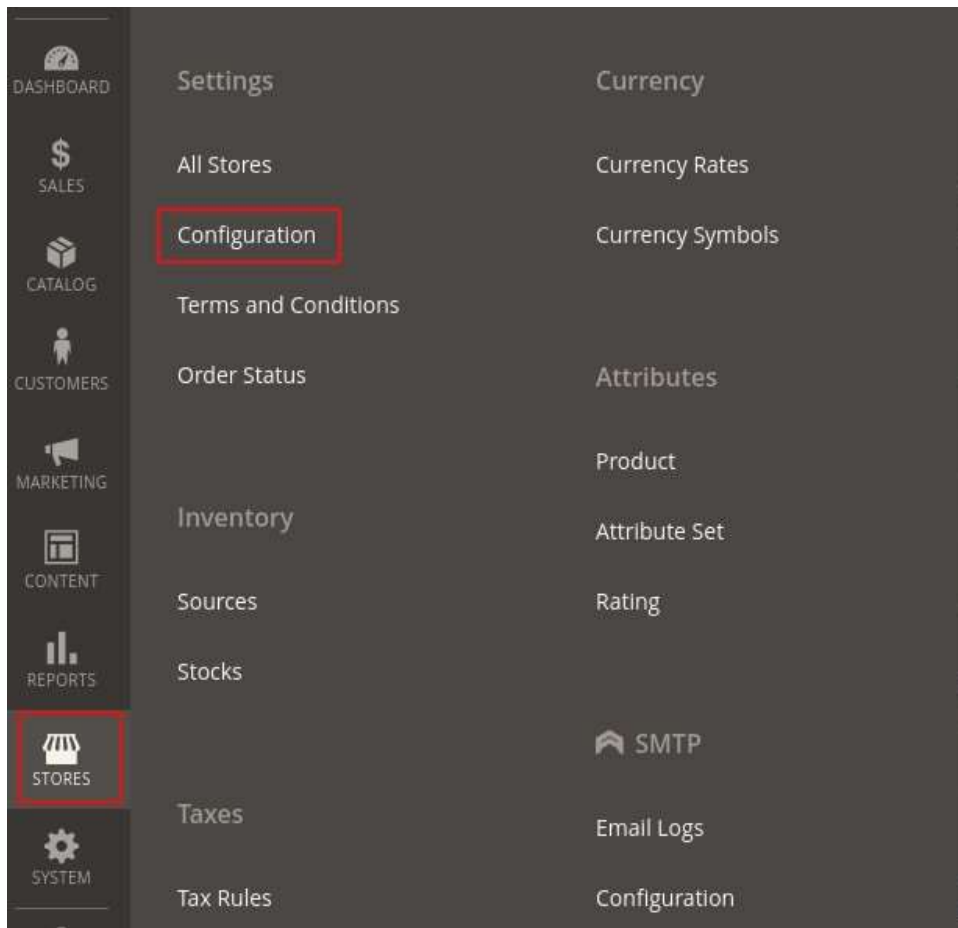 DASHBOARD
SALES
CATALOG
CUSTOMERS
MARKETING
CONTENT
REPORTS
STORES
SYSTEM
Settings
All Stores
Configuration
Terms and Conditions
Order Status
Inventory
Sources
Stocks
Taxes
Tax Rules
Currency
Currency Rates
Currency Symbols
Attributes
Product
Attribute Set
Rating
SMTP
Email Logs
Configuration